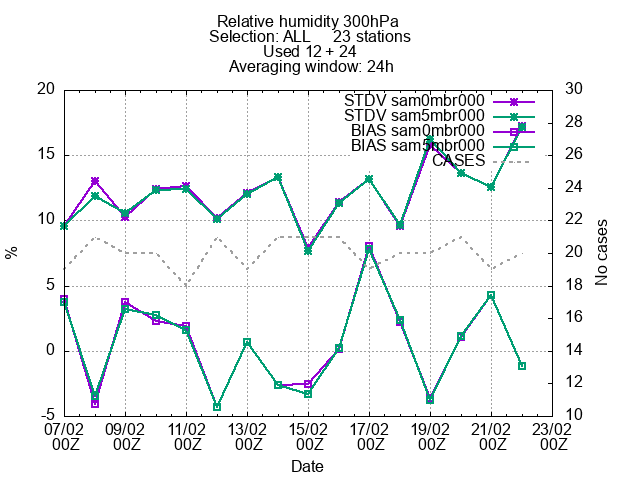 Relative humidity 300hPa
Selection: ALL 23 stations
Used 12 + 24
Averaging window: 24h
STDV sam0mbr000
STDV sam5mbr000
BIAS sam0mbr000
BIAS sam5mbr000
CASES
20
15
10
5
0
-5
%
30
28
26
24
22
20
18
16
14
12
10
No cases
07/02 09/02 11/02 13/02 15/02 17/02 19/02 21/02 23/02
00Z 00Z 00Z 00Z 00Z 00Z 00Z 00Z 00Z
Date